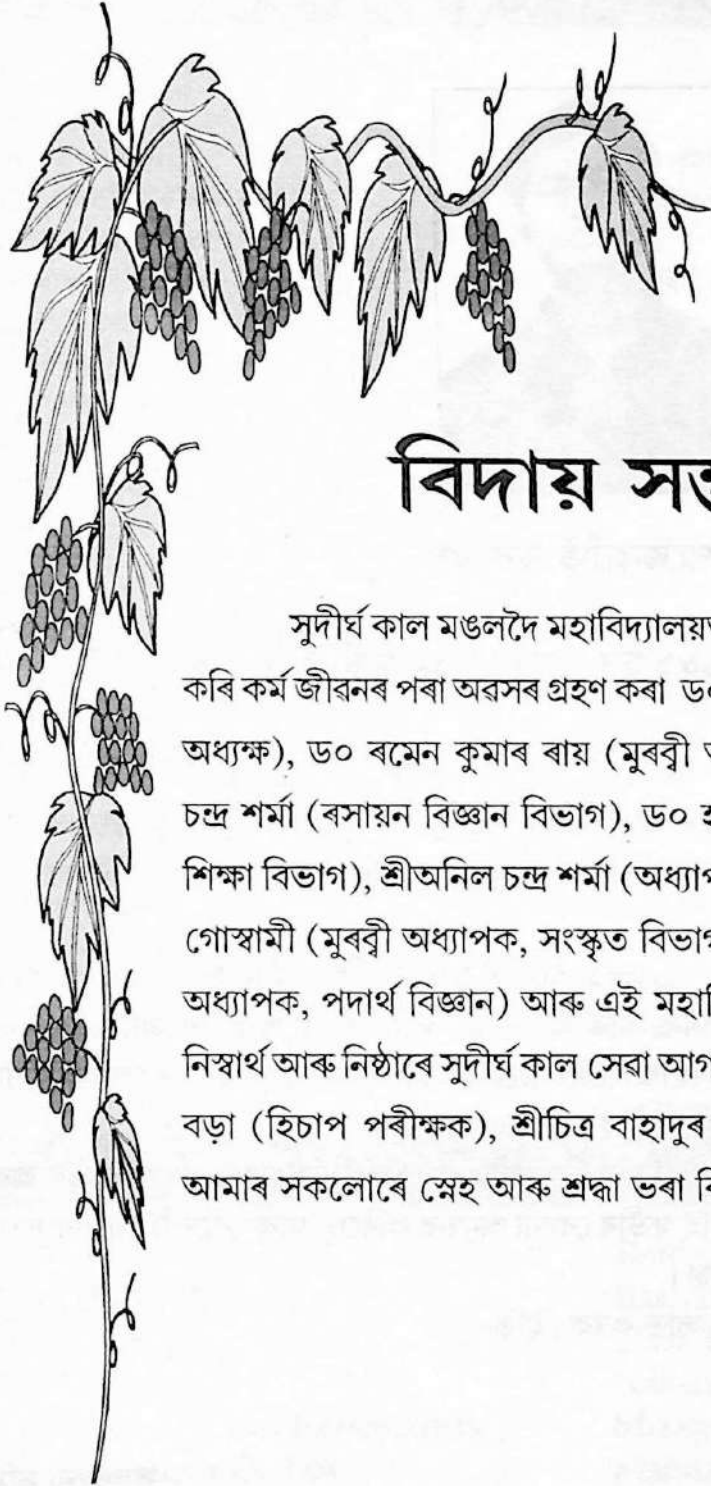 বিদায়
সুদীৰ্ঘ কাল মঙলদৈ মহাবিদ্যালয়ত
কৰি কৰ্ম জীৱনৰ পৰা অৱসৰ গ্ৰহণ কৰা ড০
অধ্যক্ষ), ড০ ৰমেন কুমাৰ ৰায় (মুৰব্বী
চন্দ্ৰ শৰ্মা (ৰসায়ন বিজ্ঞান বিভাগ), ড০
শিক্ষা বিভাগ), শ্ৰীঅনিল চন্দ্ৰ শৰ্মা (অধ্যাপ
গোস্বামী (মুৰব্বী অধ্যাপক, সংস্কৃত বিভাগ
অধ্যাপক, পদাৰ্থ বিজ্ঞান) আৰু এই মহাবি
নিস্বাৰ্থ আৰু নিষ্ঠাৰে সুদীৰ্ঘ কাল সেৱা আগ
বড়া (হিচাপ পৰীক্ষক), শ্ৰীচিত্ৰ বাহাদুৰ
আমাৰ সকলোৰে স্নেহ আৰু শ্ৰদ্ধা ভৰা বি